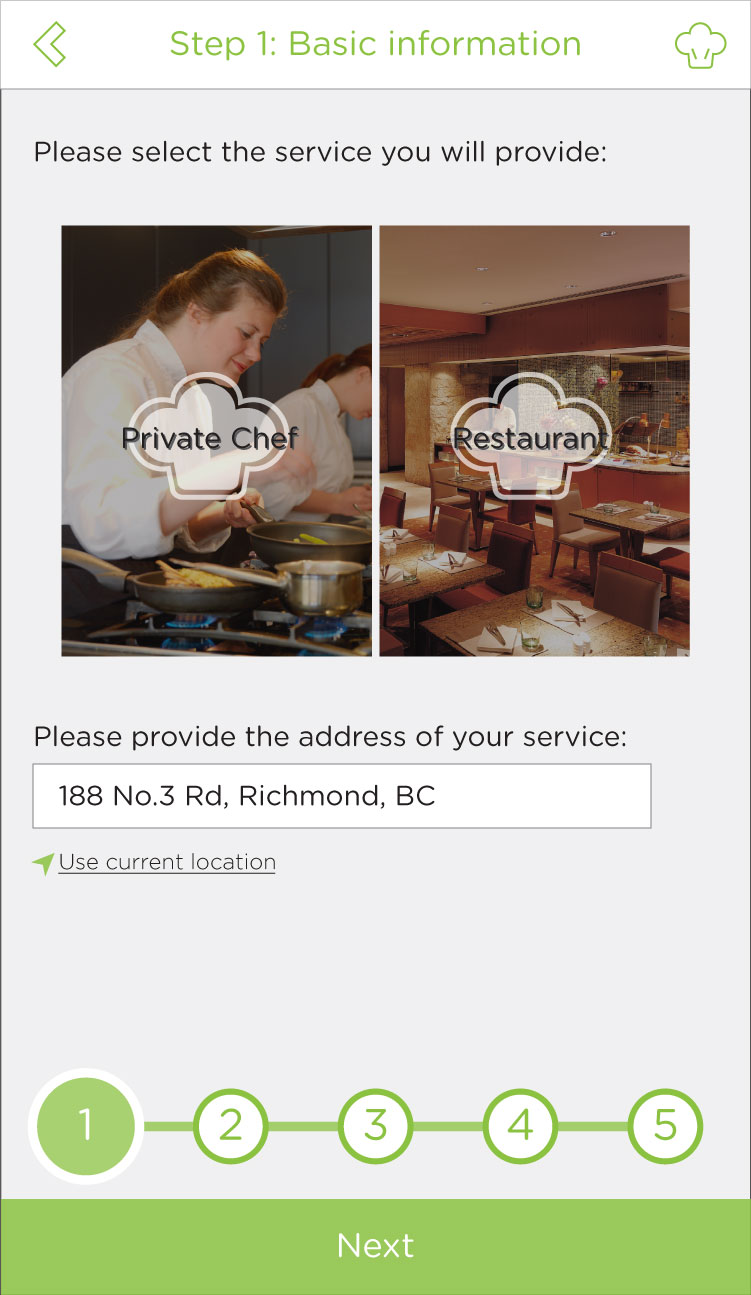 Step 1: Basic information
Please select the service you will provide:
Private Chef
Restaurant
Please provide the address of your service:
188 No.3 Rd, Richmond, BC
Use current location
1 2 3 4 5
Next